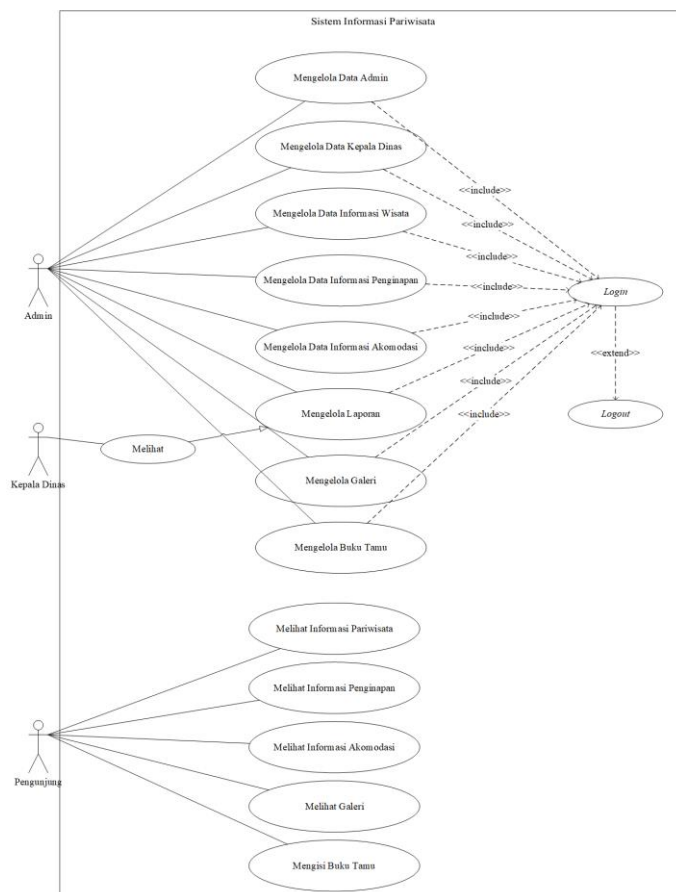 Sistem Informasi Pariwisata
Mengelola Data Admin
Mengelola Data Kepala Dinas
<<include>>
Mengelola Data Informasi Wisata
<<include>>
<<include>>
Mengelola Data Informasi Penginapan
<<include>>
Login
Admin
Mengelola Data Informasi Akomodasi
<<include>>
<<include>>
<<extend>>
<<include>>
Mengelola Laporan
<<include>>
Logout
Melihat
Kepala Dinas
Mengelola Galeri
Mengelola Buku Tamu
Melihat Informasi Pariwisata
Melihat Informasi Penginapan
Melihat Informasi Akomodasi
Pengunjung
Melihat Galeri
Mengisi Buku Tamu